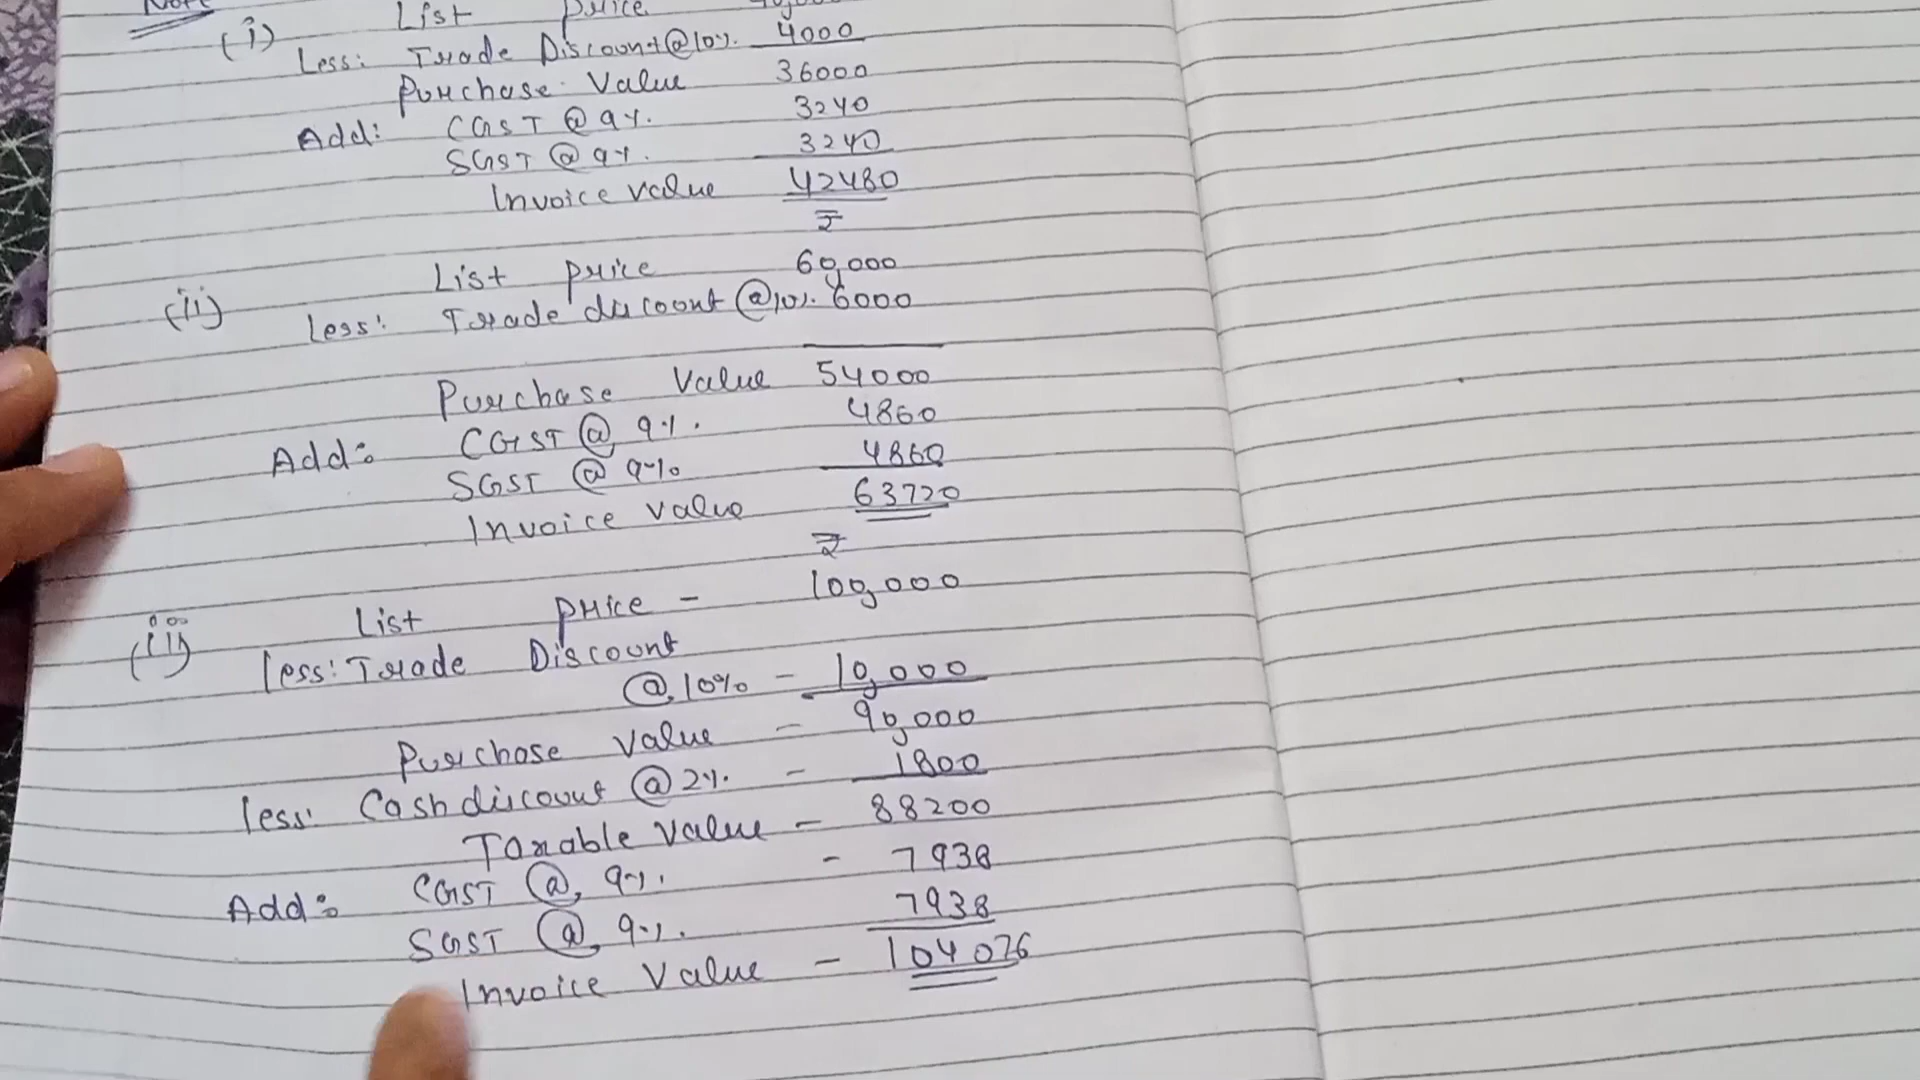 Note
(i) List price
Less: Trade Discount @10%. 4000
Purchase Value 36000
Add: CGST @ 9%. 3240
SGST @ 9%. 3240
Invoice value 42480
₹
(ii) List price 60,000
Less: Trade discount @10%. 6000
Purchase Value 54000
Add: CGST @ 9%. 4860
SGST @ 9% 4860
Invoice value 63720
₹
(iii) List price - 100,000
less: Trade Discount
@ 10% - 10,000
Purchase value - 90,000
less: Cash discount @ 2%. - 1800
Taxable value - 88200
Add: CGST @ 9%. - 7938
SGST @ 9%. 7938
Invoice Value - 104076